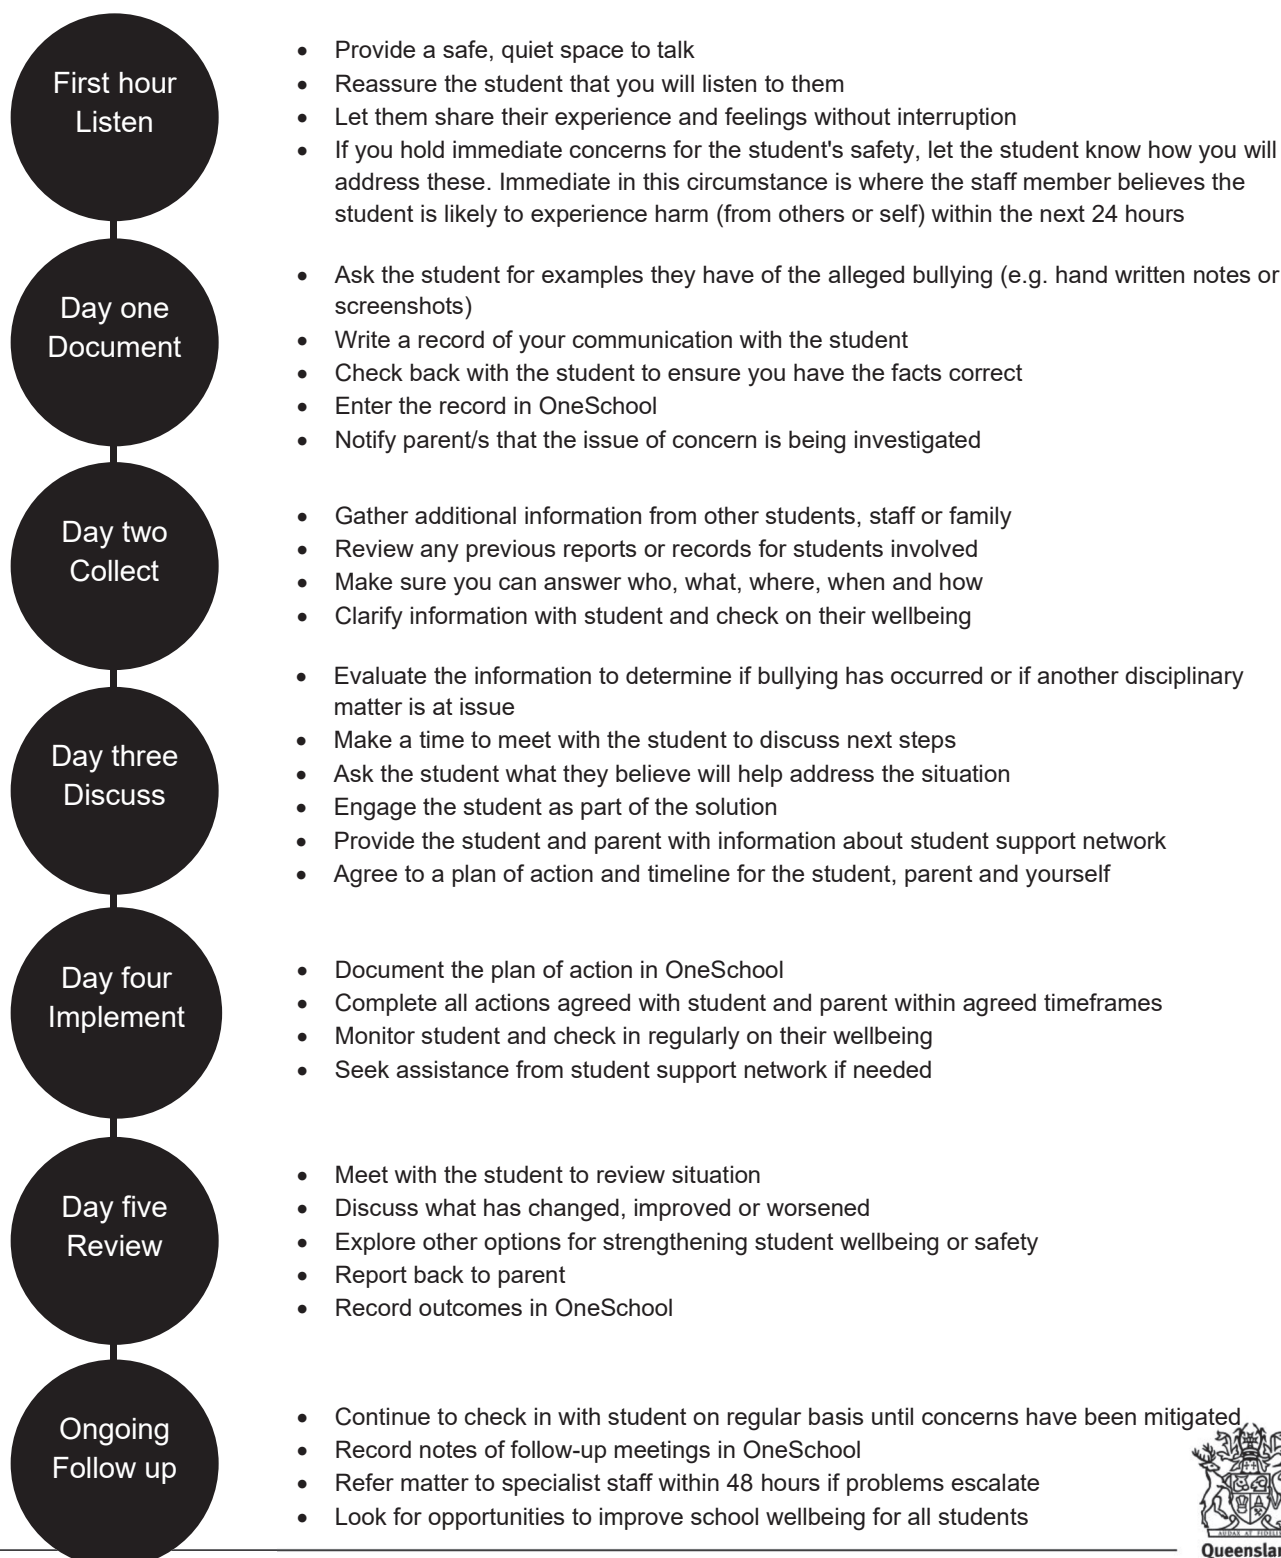 First hour
Listen
• Provide a safe, quiet space to talk
• Reassure the student that you will listen to them
• Let them share their experience and feelings without interruption
• If you hold immediate concerns for the student's safety, let the student know how you will
address these. Immediate in this circumstance is where the staff member believes the
student is likely to experience harm (from others or self) within the next 24 hours
Day one
Document
• Ask the student for examples they have of the alleged bullying (e.g. hand written notes or
screenshots)
• Write a record of your communication with the student
• Check back with the student to ensure you have the facts correct
• Enter the record in OneSchool
• Notify parent/s that the issue of concern is being investigated
Day two
Collect
• Gather additional information from other students, staff or family
• Review any previous reports or records for students involved
• Make sure you can answer who, what, where, when and how
• Clarify information with student and check on their wellbeing
Day three
Discuss
• Evaluate the information to determine if bullying has occurred or if another disciplinary
matter is at issue
• Make a time to meet with the student to discuss next steps
• Ask the student what they believe will help address the situation
• Engage the student as part of the solution
• Provide the student and parent with information about student support network
• Agree to a plan of action and timeline for the student, parent and yourself
Day four
Implement
• Document the plan of action in OneSchool
• Complete all actions agreed with student and parent within agreed timeframes
• Monitor student and check in regularly on their wellbeing
• Seek assistance from student support network if needed
Day five
Review
• Meet with the student to review situation
• Discuss what has changed, improved or worsened
• Explore other options for strengthening student wellbeing or safety
• Report back to parent
• Record outcomes in OneSchool
Ongoing
Follow up
• Continue to check in with student on regular basis until concerns have been mitigated
• Record notes of follow-up meetings in OneSchool
• Refer matter to specialist staff within 48 hours if problems escalate
• Look for opportunities to improve school wellbeing for all students